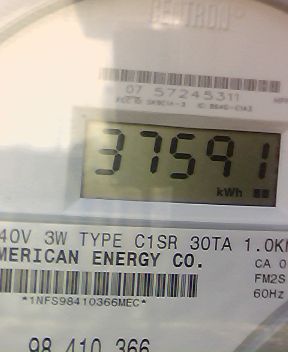 CENTRON
07 57245311
37591
kWh
40V 3W TYPE C1SR 30TA 1.0K
MERICAN ENERGY CO.
CA 0
FM2S
60Hz
*1NFS98410366MEC*
98 410 366